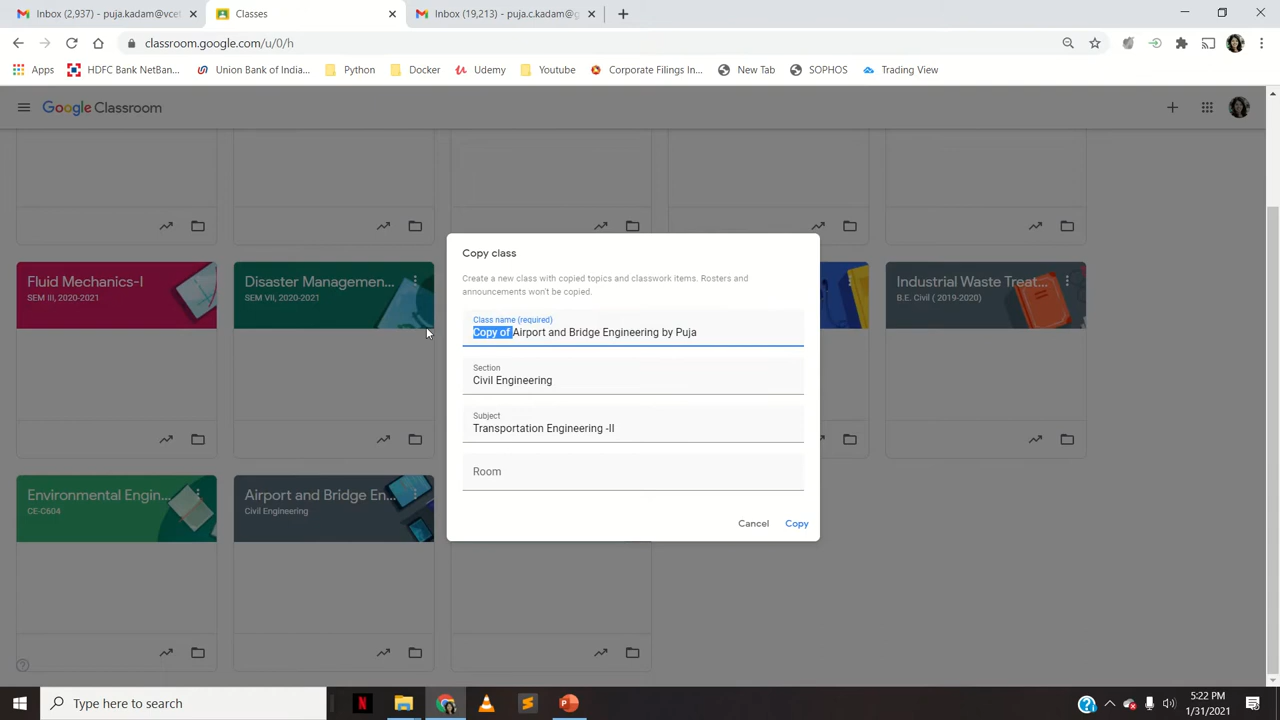 Inbox (2,937) - puja.kadam@vcet
Classes
Inbox (19,213) - puja.c.kadam@g
classroom.google.com/u/0/h
Apps
HDFC Bank NetBan...
Union Bank of India...
Python
Docker
Udemy
Youtube
Corporate Filings In...
New Tab
SOPHOS
Trading View
Google Classroom
Fluid Mechanics-I
SEM III, 2020-2021
Disaster Managemen...
SEM VII, 2020-2021
Industrial Waste Treat...
B.E. Civil ( 2019-2020)
Copy class
Create a new class with copied topics and classwork items. Rosters and
announcements won't be copied.
Class name (required)
Copy of Airport and Bridge Engineering by Puja
Section
Civil Engineering
Subject
Transportation Engineering -II
Room
Cancel
Copy
Environmental Engin...
CE-C604
Airport and Bridge En...
Civil Engineering
Type here to search
5:22 PM
1/31/2021